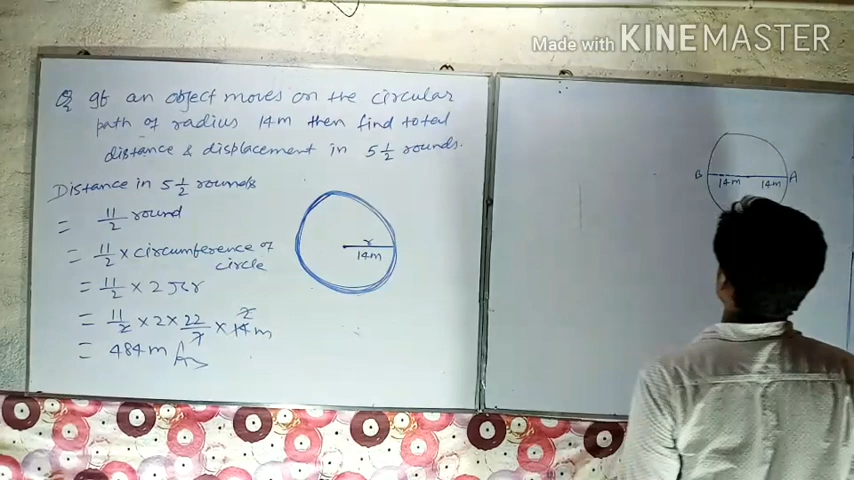 Made with KINEMASTER
Q If an object moves on the circular
path of radius 14m then find total
distance & displacement in 5 1/2 rounds.
Distance in 5 1/2 rounds
= 11/2 round
= 11/2 × circumference of
circle
= 11/2 × 2πr
= 11/2 × 2 × 22/7 × 14 m
2
= 484 m Ans
r
14m
B 14m 14m A